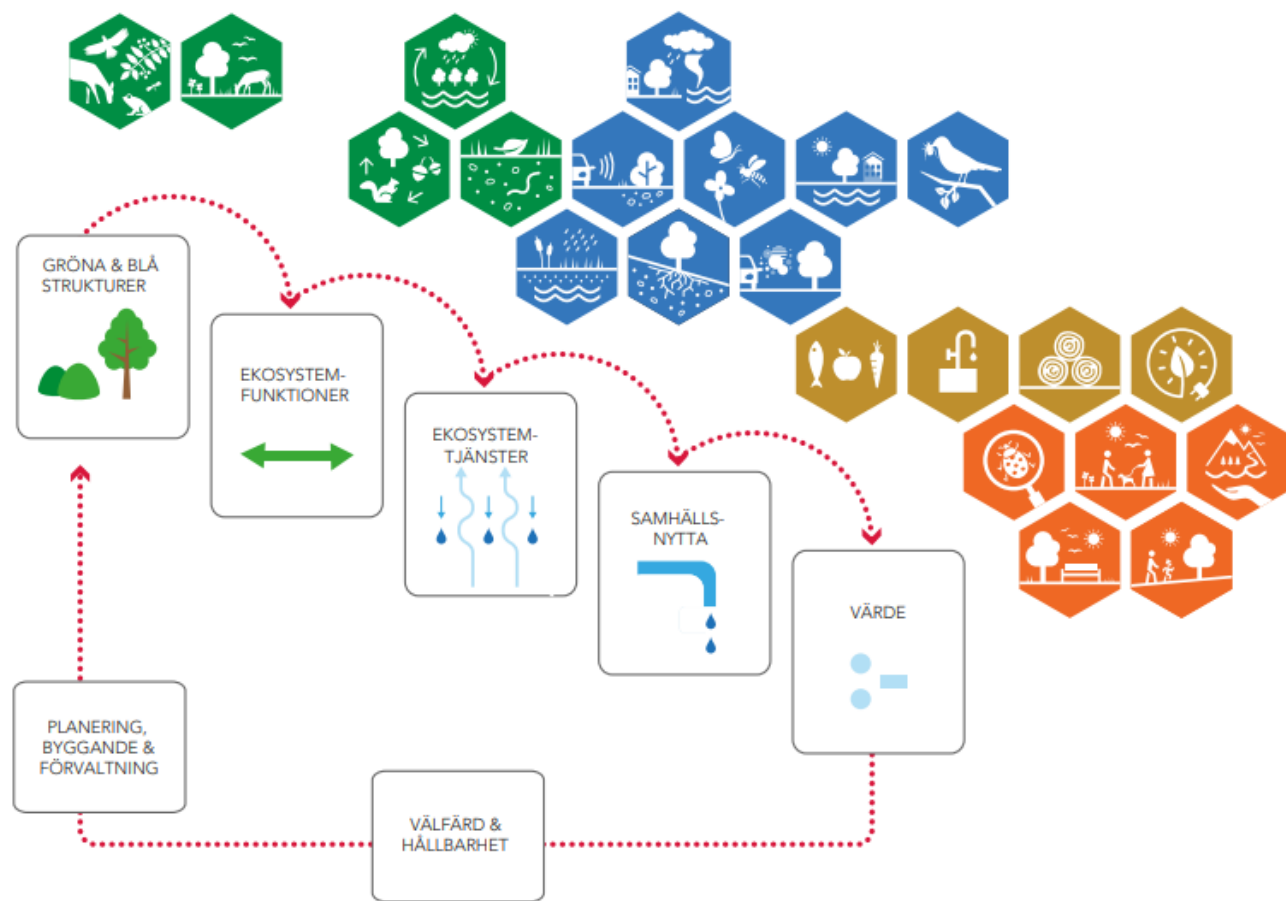 GRÖNA & BLÅ
STRUKTURER
EKOSYSTEM-
FUNKTIONER
EKOSYSTEM-
TJÄNSTER
SAMHÄLLS-
NYTTA
VÄRDE
PLANERING,
BYGGANDE &
FÖRVALTNING
VÄLFÄRD &
HÅLLBARHET